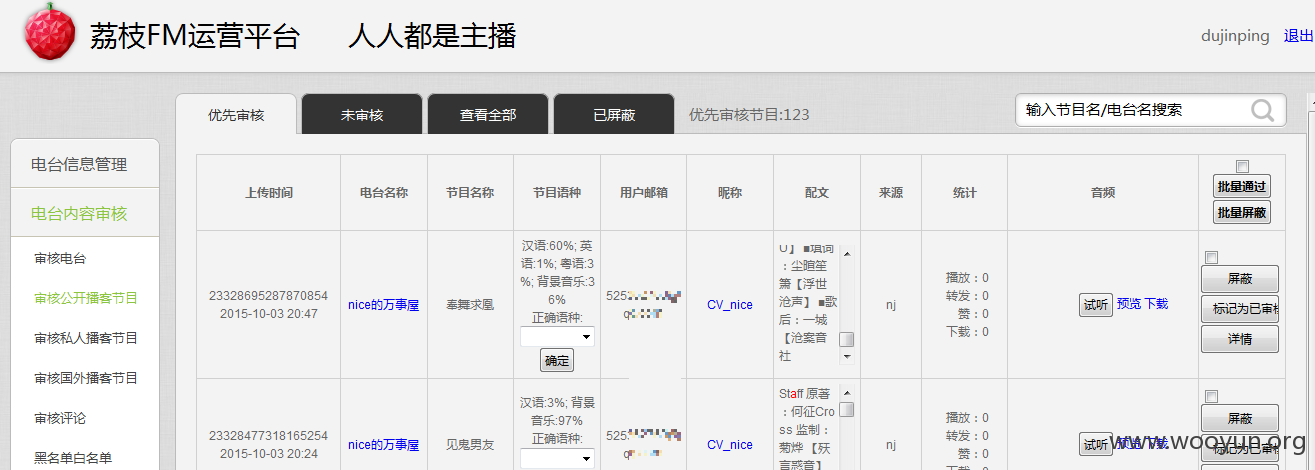 荔枝FM运营平台 人人都是主播
dujinping 退出
优先审核 未审核 查看全部 已屏蔽 优先审核节目:123
输入节目名/电台名搜索
电台信息管理
电台内容审核
审核电台
审核公开播客节目
审核私人播客节目
审核国外播客节目
审核评论
黑名单白名单
上传时间 电台名称 节目名称 节目语种 用户邮箱 昵称 配文 来源 统计 音频
批量通过
批量屏蔽
23328695287870854
2015-10-03 20:47
nice的万事屋
奉舞求凰
汉语:60%; 英
语:1%; 粤语:3
%; 背景音乐:3
6%
正确语种:
确定
525
q
CV_nice
U】 ■填词
：尘暄笙
箫【浮世
沧声】 ■歌
后：一城
【沧窝音
社
nj
播放：0
转发：0
赞：0
下载：0
试听 预览 下载
屏蔽
标记为已审核
详情
23328477318165254
2015-10-03 20:24
nice的万事屋
见鬼男友
汉语:3%; 背景
音乐:97%
正确语种:
525
q
CV_nice
Staff 原著
：何征Cro
ss 监制：
菊烨【
言惑音】
nj
播放：0
转发：0
赞：0
试听
屏蔽
标记为已审核
www.wooyun.org